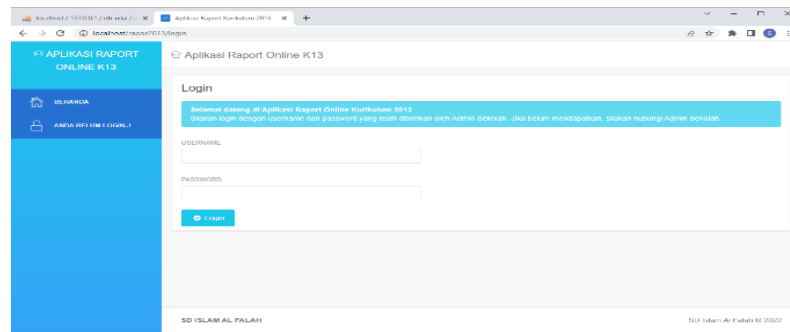 localhost / 127.0.0.1 /
Aplikasi Raport Kurikulum 2013
localhost/rapor2013/login
APLIKASI RAPORT
ONLINE K13
Aplikasi Raport Online K13
Login
BERANDA
ANDA BELUM LOGIN..!
Selamat datang di Aplikasi Raport Online Kurikulum 2013
Silakan login dengan username dan password yang telah diberikan oleh Admin Sekolah. Jika belum mendapatkan, silakan hubungi Admin Sekolah.
USERNAME
PASSWORD
Login
SD ISLAM AL FALAH
SD Islam Al Falah © 2022